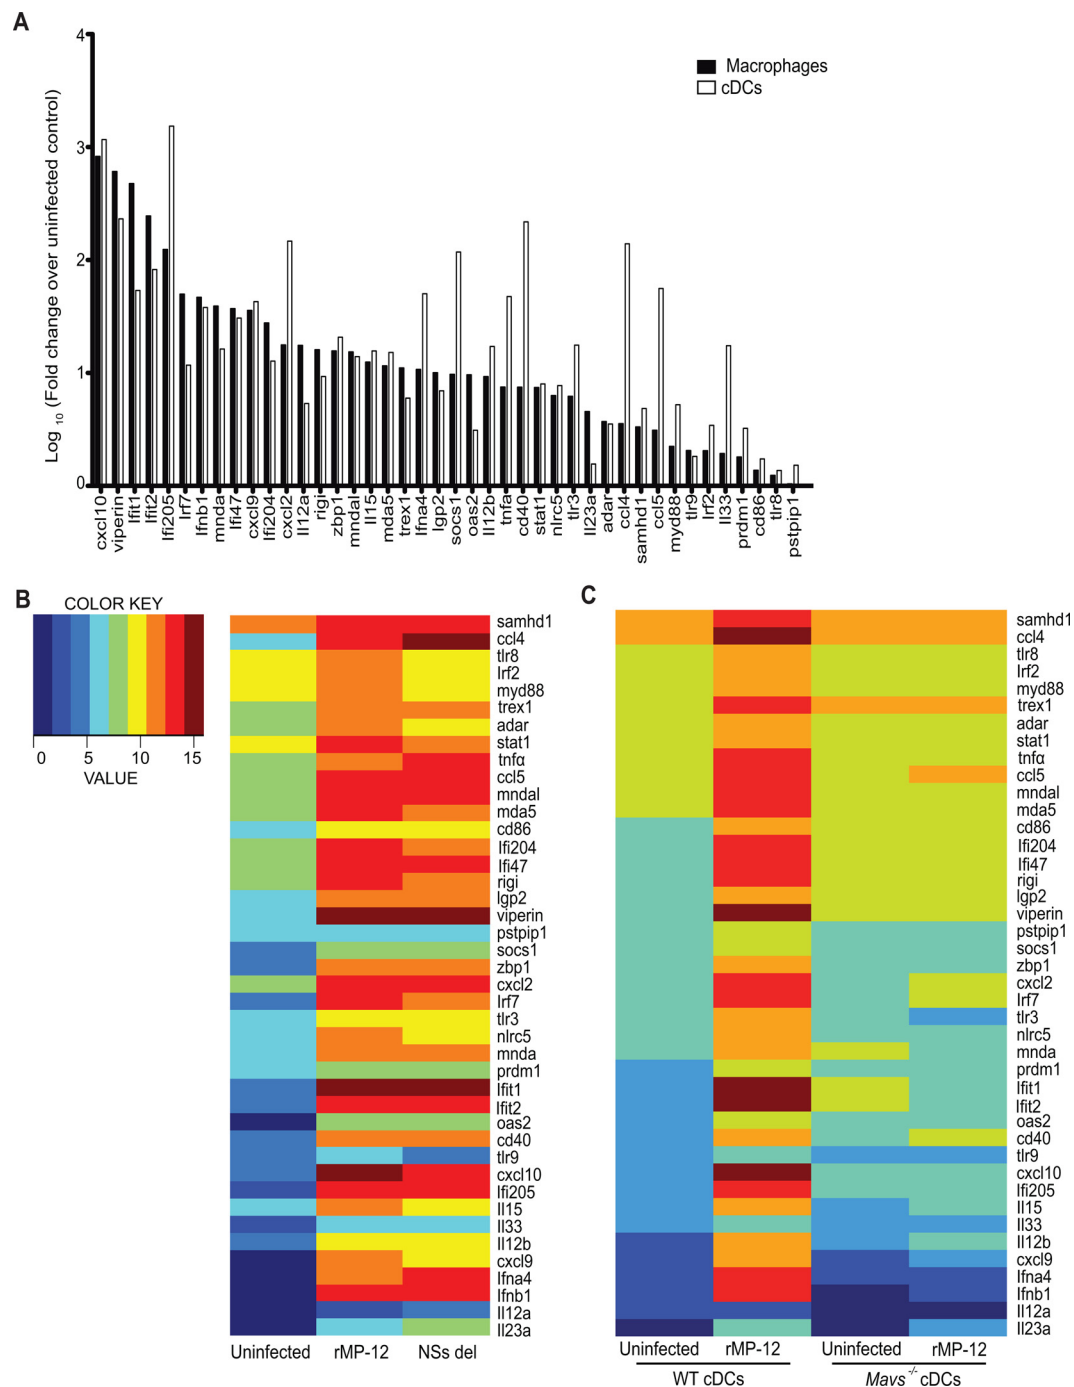 A
4
3
2
1
0
Log 10 (Fold change over uninfected control)
Macrophages
cDCs
cxcl10
viperin
Ifit1
Ifit2
Ifi205
Irf7
Ifnb1
mnda
Ifi47
cxcl9
Ifi204
cxcl2
Il12a
rigi
zbp1
mndal
Il15
mda5
trex1
Ifna4
lgp2
socs1
oas2
Il12b
tnfa
cd40
stat1
nlrc5
tlr3
Il23a
adar
ccl4
samhd1
ccl5
myd88
tlr9
Irf2
Il33
prdm1
cd86
tlr8
pstpip1
B
COLOR KEY
0 5 10 15
VALUE
samhd1
ccl4
tlr8
Irf2
myd88
trex1
adar
stat1
tnfα
ccl5
mndal
mda5
cd86
Ifi204
Ifi47
rigi
lgp2
viperin
pstpip1
socs1
zbp1
cxcl2
Irf7
tlr3
nlrc5
mnda
prdm1
Ifit1
Ifit2
oas2
cd40
tlr9
cxcl10
Ifi205
Il15
Il33
Il12b
cxcl9
Ifna4
Ifnb1
Il12a
Il23a
Uninfected rMP-12 NSs del
C
samhd1
ccl4
tlr8
Irf2
myd88
trex1
adar
stat1
tnfα
ccl5
mndal
mda5
cd86
Ifi204
Ifi47
rigi
lgp2
viperin
pstpip1
socs1
zbp1
cxcl2
Irf7
tlr3
nlrc5
mnda
prdm1
Ifit1
Ifit2
oas2
cd40
tlr9
cxcl10
Ifi205
Il15
Il33
Il12b
cxcl9
Ifna4
Ifnb1
Il12a
Il23a
Uninfected rMP-12 Uninfected rMP-12
WT cDCs Mavs -/- cDCs